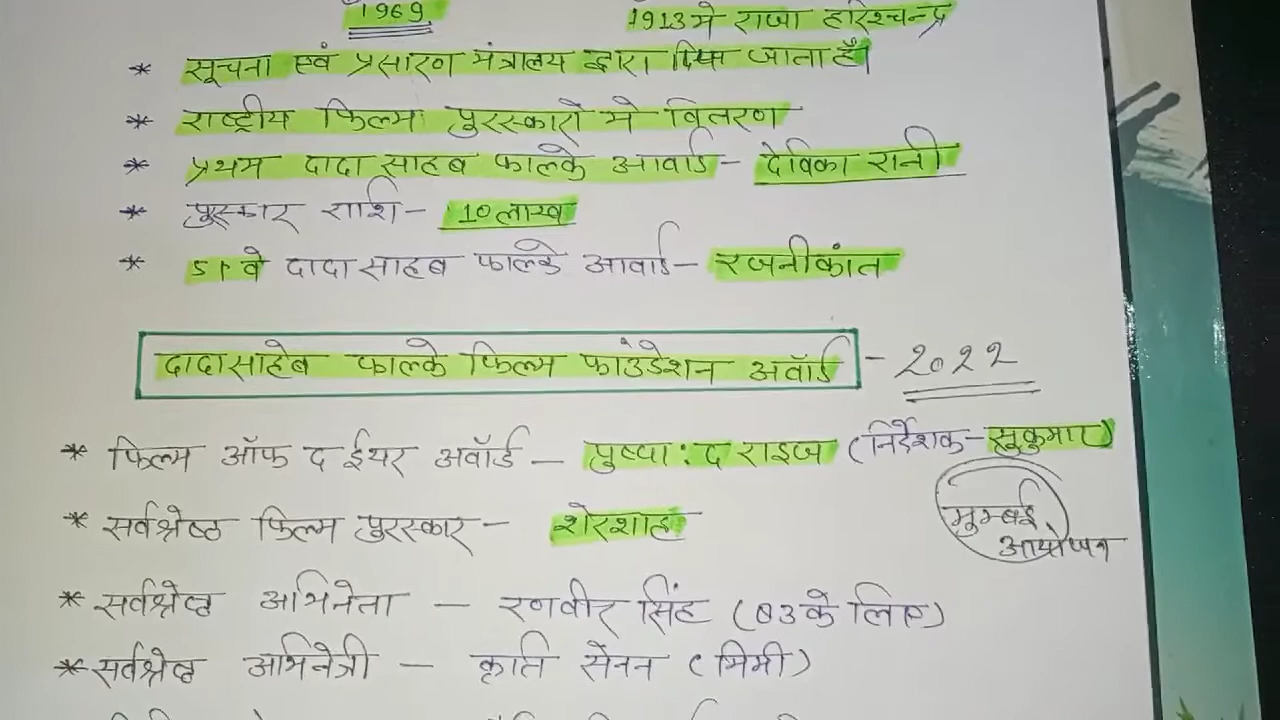 1969 1913 मे राजा हरिश्चन्द्र
* सूचना एवं प्रसारण मंत्रालय द्वारा दिया जाता है।
* राष्ट्रीय फिल्म पुरस्कारो मे वितरण
* प्रथम दादा साहब फाल्के आवार्ड - देविका रानी
* पुरस्कार राशि - 10 लाख
* 51 वे दादा साहब फाल्के आवार्ड - रजनीकांत
दादासाहेब फाल्के फिल्म फाउंडेशन अवॉर्ड - 2022
* फिल्म ऑफ द ईयर अवॉर्ड - पुष्पा : द राइज (निर्देशक - सुकुमार)
* सर्वश्रेष्ठ फिल्म पुरस्कार - शेरशाह
मुम्बई
आयोजन
* सर्वश्रेष्ठ अभिनेता - रणवीर सिंह (83 के लिए)
* सर्वश्रेष्ठ अभिनेत्री - कृति सेनन (मिमी)